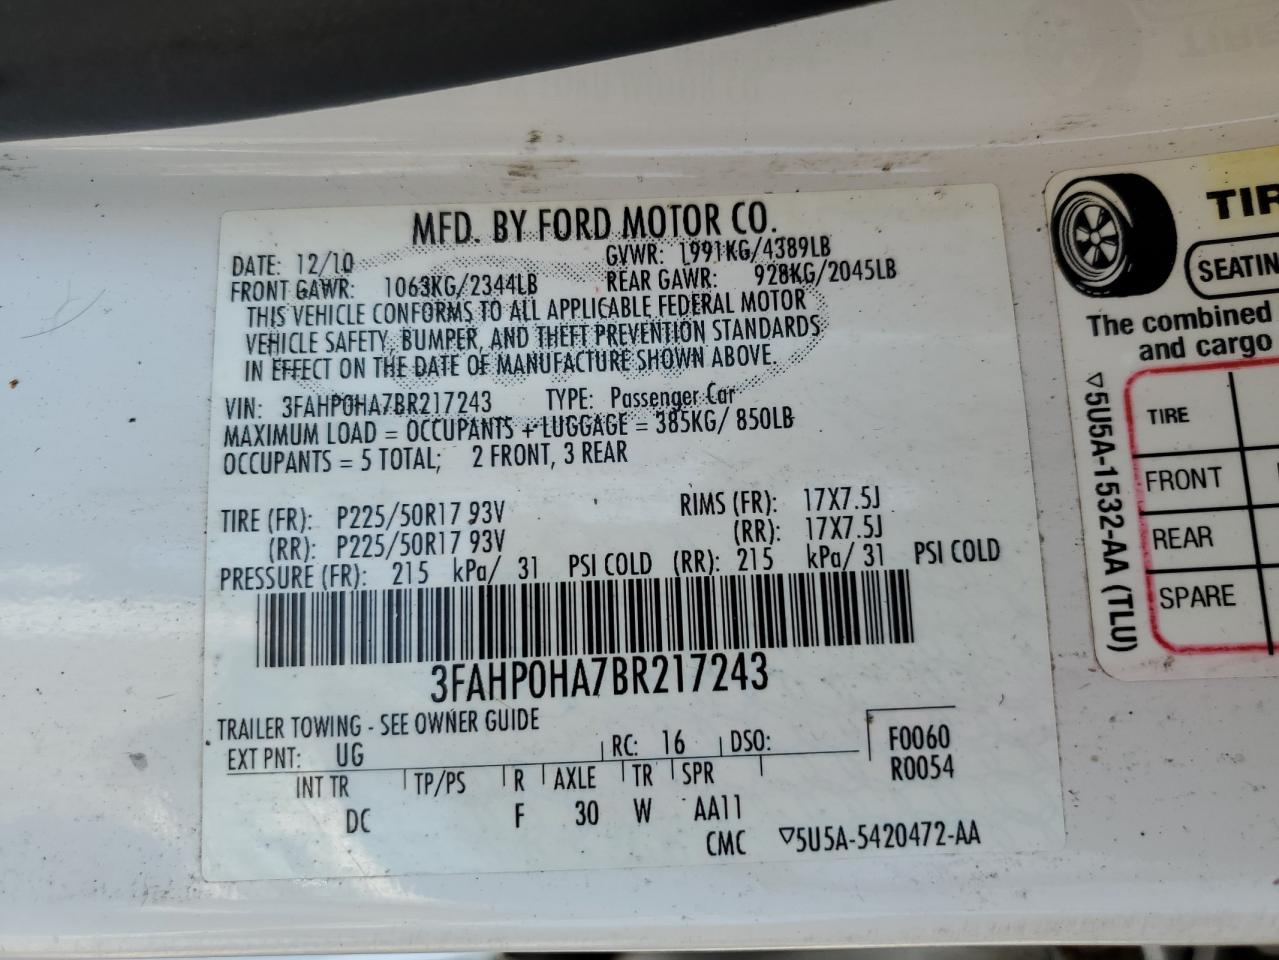 MFD. BY FORD MOTOR CO.
DATE: 12/10 GVWR: 1991KG/4389LB
FRONT GAWR: 1063KG/2344LB REAR GAWR: 928KG/2045LB
THIS VEHICLE CONFORMS TO ALL APPLICABLE FEDERAL MOTOR
VEHICLE SAFETY, BUMPER, AND THEFT PREVENTION STANDARDS
IN EFFECT ON THE DATE OF MANUFACTURE SHOWN ABOVE.
VIN: 3FAHP0HA7BR217243 TYPE: Passenger Car
MAXIMUM LOAD = OCCUPANTS + LUGGAGE = 385KG/ 850LB
OCCUPANTS = 5 TOTAL; 2 FRONT, 3 REAR
TIRE (FR): P225/50R17 93V RIMS (FR): 17X7.5J
(RR): P225/50R17 93V (RR): 17X7.5J
PRESSURE (FR): 215 kPa/ 31 PSI COLD (RR): 215 kPa/ 31 PSI COLD
3FAHP0HA7BR217243
TRAILER TOWING - SEE OWNER GUIDE
EXT PNT: UG RC: 16 DSO: F0060
INT TR TP/PS R AXLE TR SPR R0054
DC F 30 W AA11
CMC ▽5U5A-5420472-AA
TIR
SEATIN
The combined
and cargo
TIRE
FRONT
REAR
SPARE
▽5U5A-1532-AA (TLU)